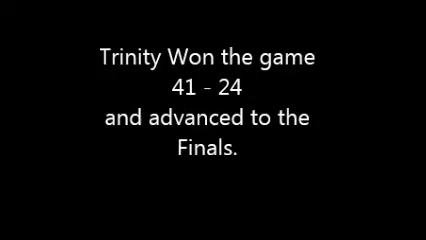 Trinity Won the game
41 - 24
and advanced to the
Finals.